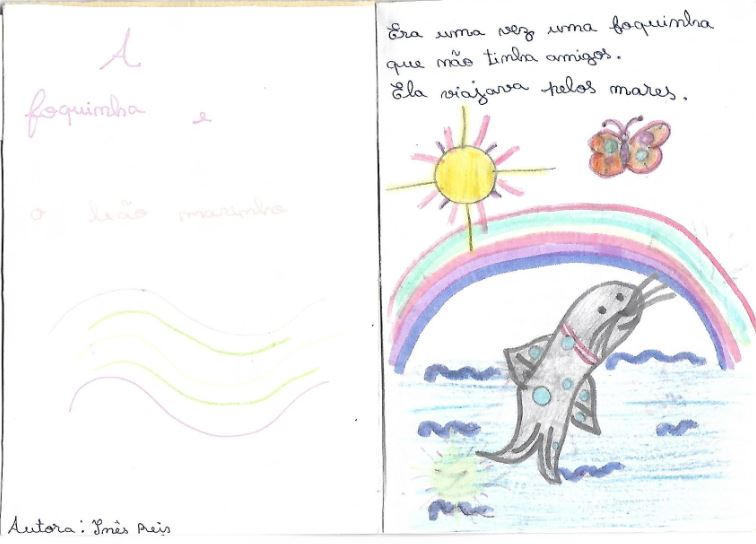 A
foquinha e
o leão marinho
Autora: Inês Reis
Era uma vez uma foquinha
que não tinha amigos.
Ela viajava pelos mares.